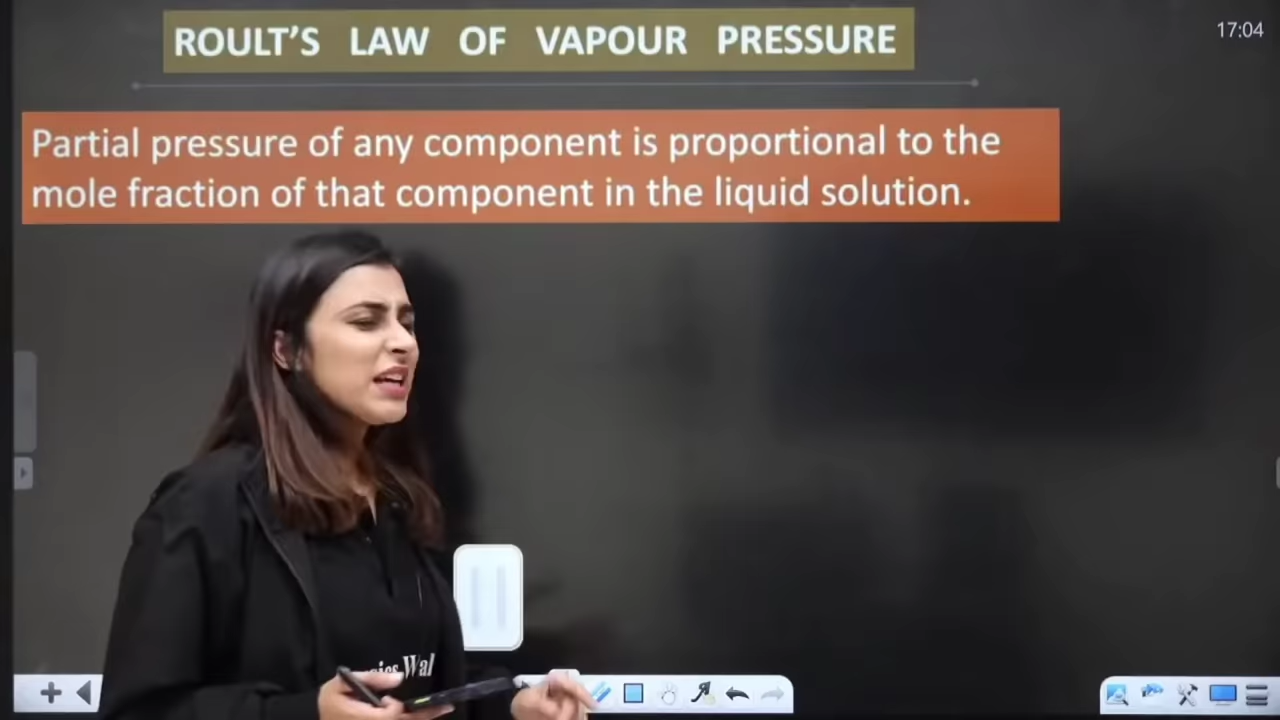 ROULT'S LAW OF VAPOUR PRESSURE
17:04
Partial pressure of any component is proportional to the
mole fraction of that component in the liquid solution.
Wal